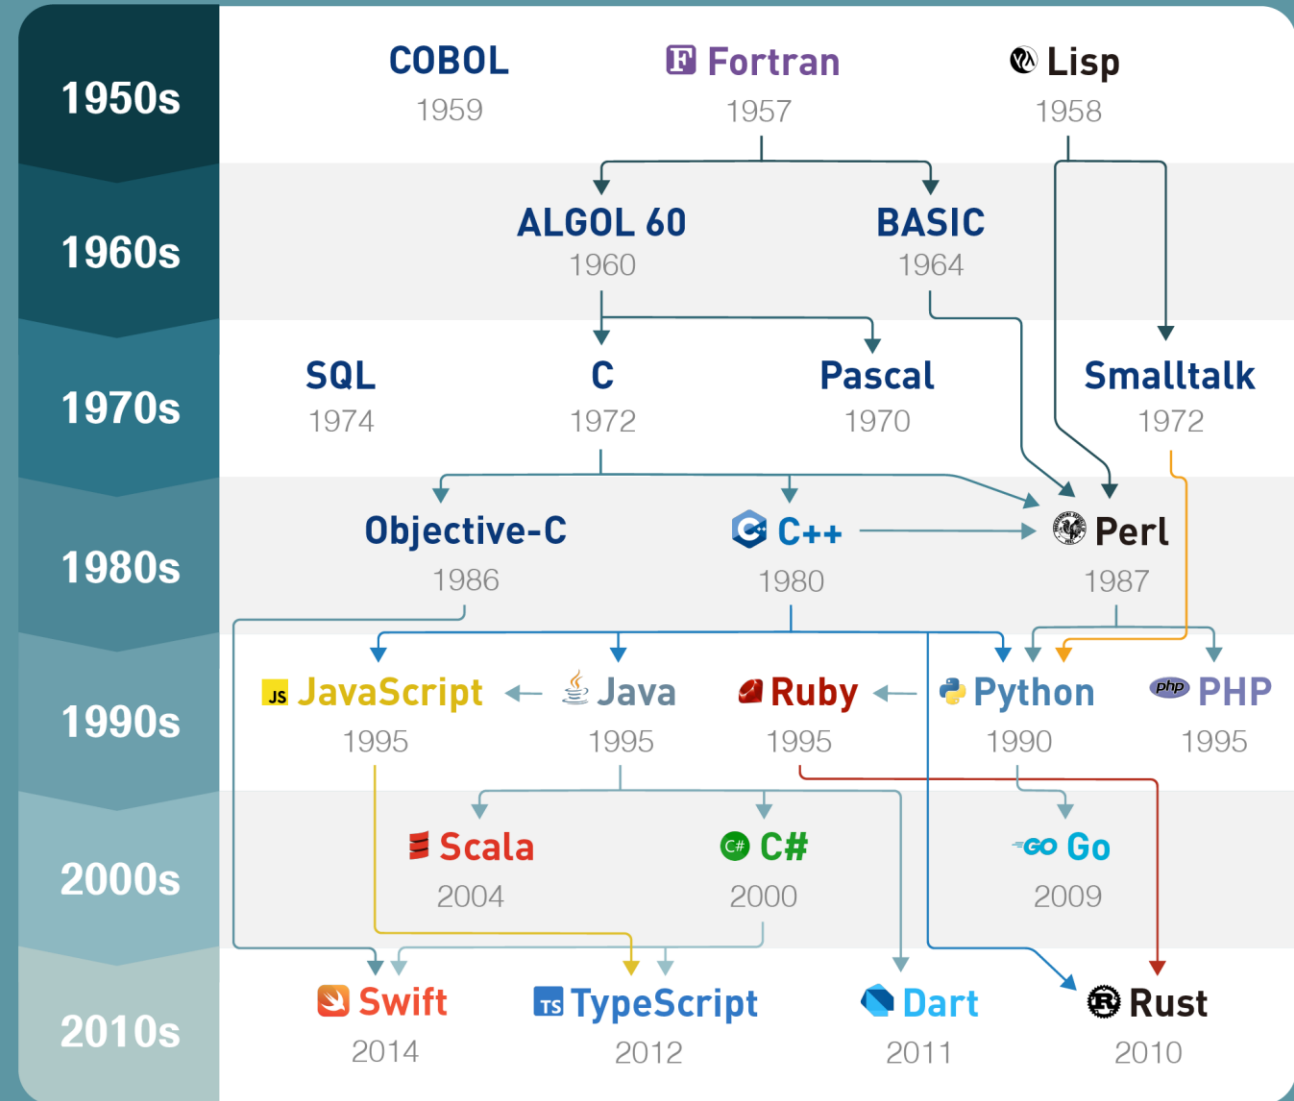 1950s
COBOL
F Fortran
Lisp
1959
1957
1958
1960s
ALGOL 60
BASIC
1960
1964
1970s
SQL
C
Pascal
Smalltalk
1974
1972
1970
1972
1980s
Objective-C
C++
Perl
1986
1980
1987
1990s
JS JavaScript
Java
Ruby
Python
php PHP
1995
1995
1995
1990
1995
2000s
Scala
C# C#
GO Go
2004
2000
2009
2010s
Swift
TS TypeScript
Dart
R Rust
2014
2012
2011
2010